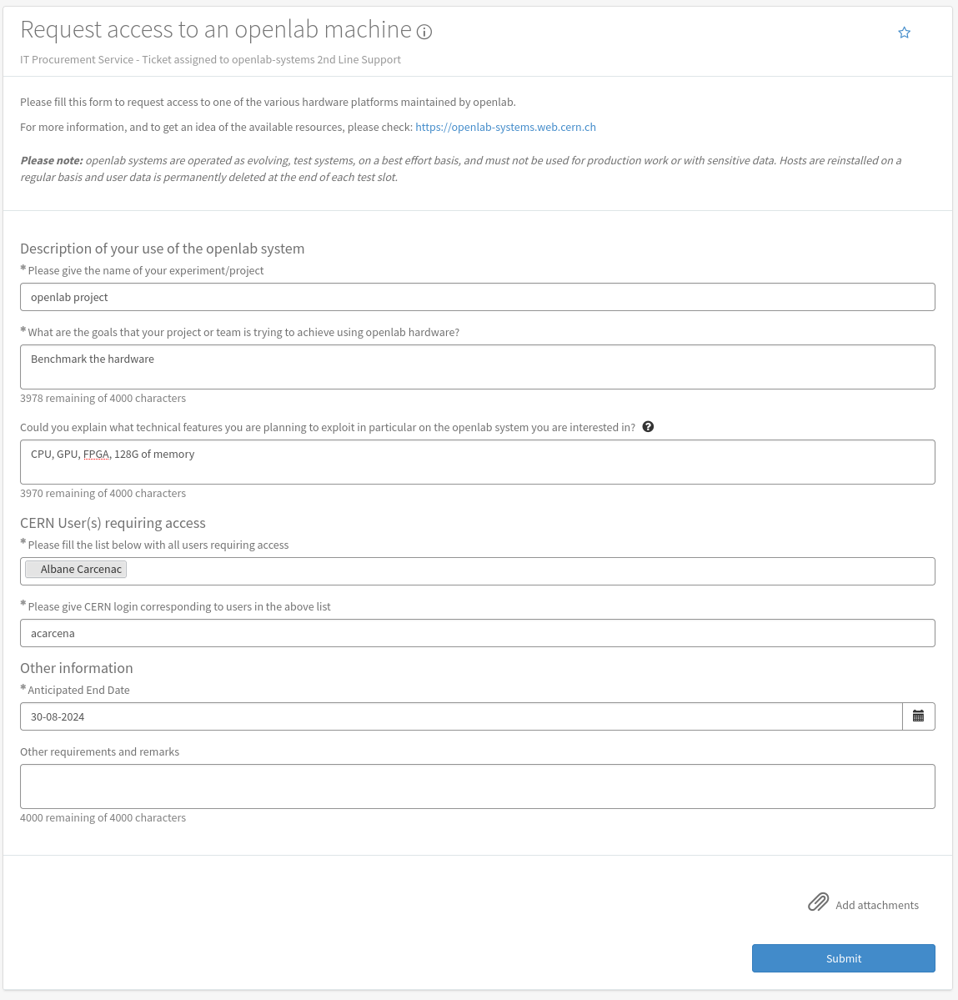 Request access to an openlab machine
IT Procurement Service - Ticket assigned to openlab-systems 2nd Line Support
Please fill this form to request access to one of the various hardware platforms maintained by openlab.
For more information, and to get an idea of the available resources, please check: https://openlab-systems.web.cern.ch
Please note: openlab systems are operated as evolving, test systems, on a best effort basis, and must not be used for production work or with sensitive data. Hosts are reinstalled on a
regular basis and user data is permanently deleted at the end of each test slot.
Description of your use of the openlab system
* Please give the name of your experiment/project
openlab project
* What are the goals that your project or team is trying to achieve using openlab hardware?
Benchmark the hardware
3978 remaining of 4000 characters
Could you explain what technical features you are planning to exploit in particular on the openlab system you are interested in? ?
CPU, GPU, FPGA, 128G of memory
3970 remaining of 4000 characters
CERN User(s) requiring access
* Please fill the list below with all users requiring access
Albane Carcenac
* Please give CERN login corresponding to users in the above list
acarcena
Other information
* Anticipated End Date
30-08-2024
Other requirements and remarks
4000 remaining of 4000 characters
Add attachments
Submit